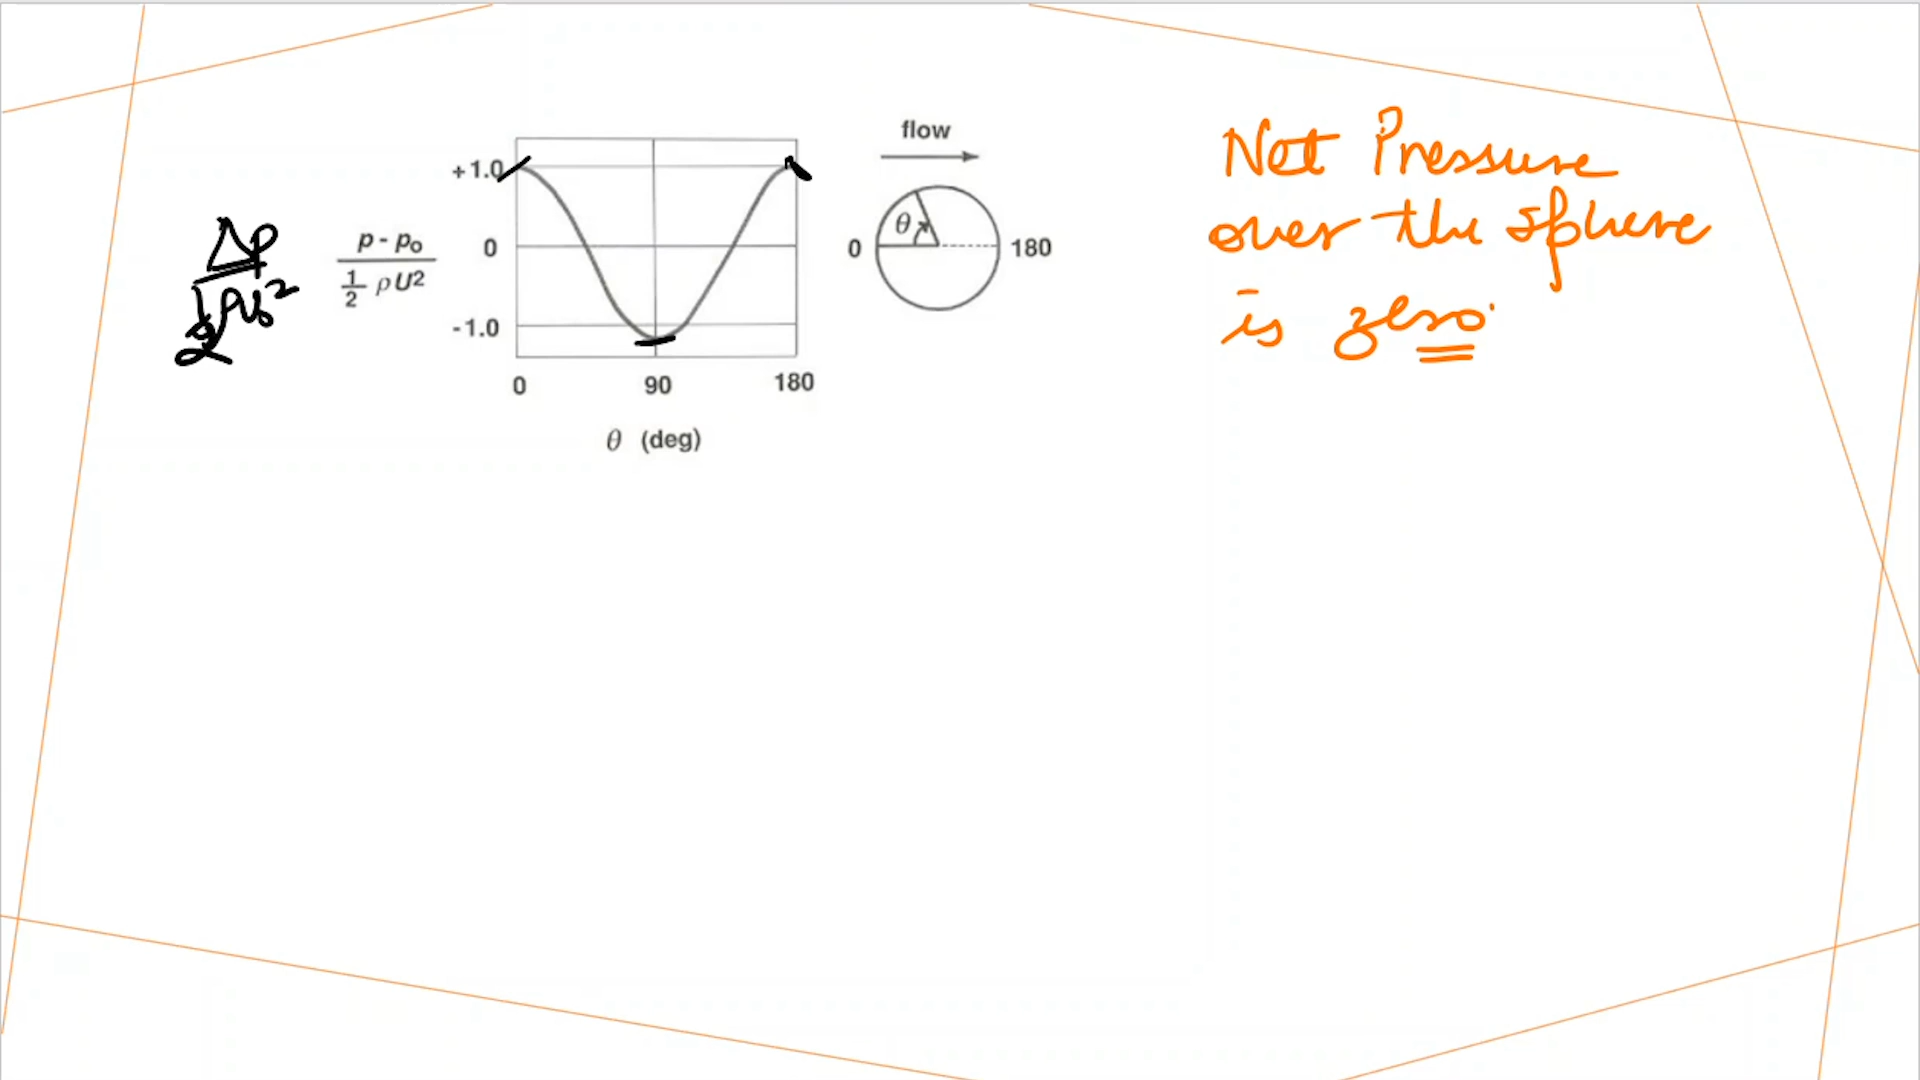 flow
Net Pressure
over the sphere
is zero.
+1.0
0
-1.0
Δp
½ρU₀²
p - p₀
½ ρU²
θ
0
180
0
90
180
θ (deg)